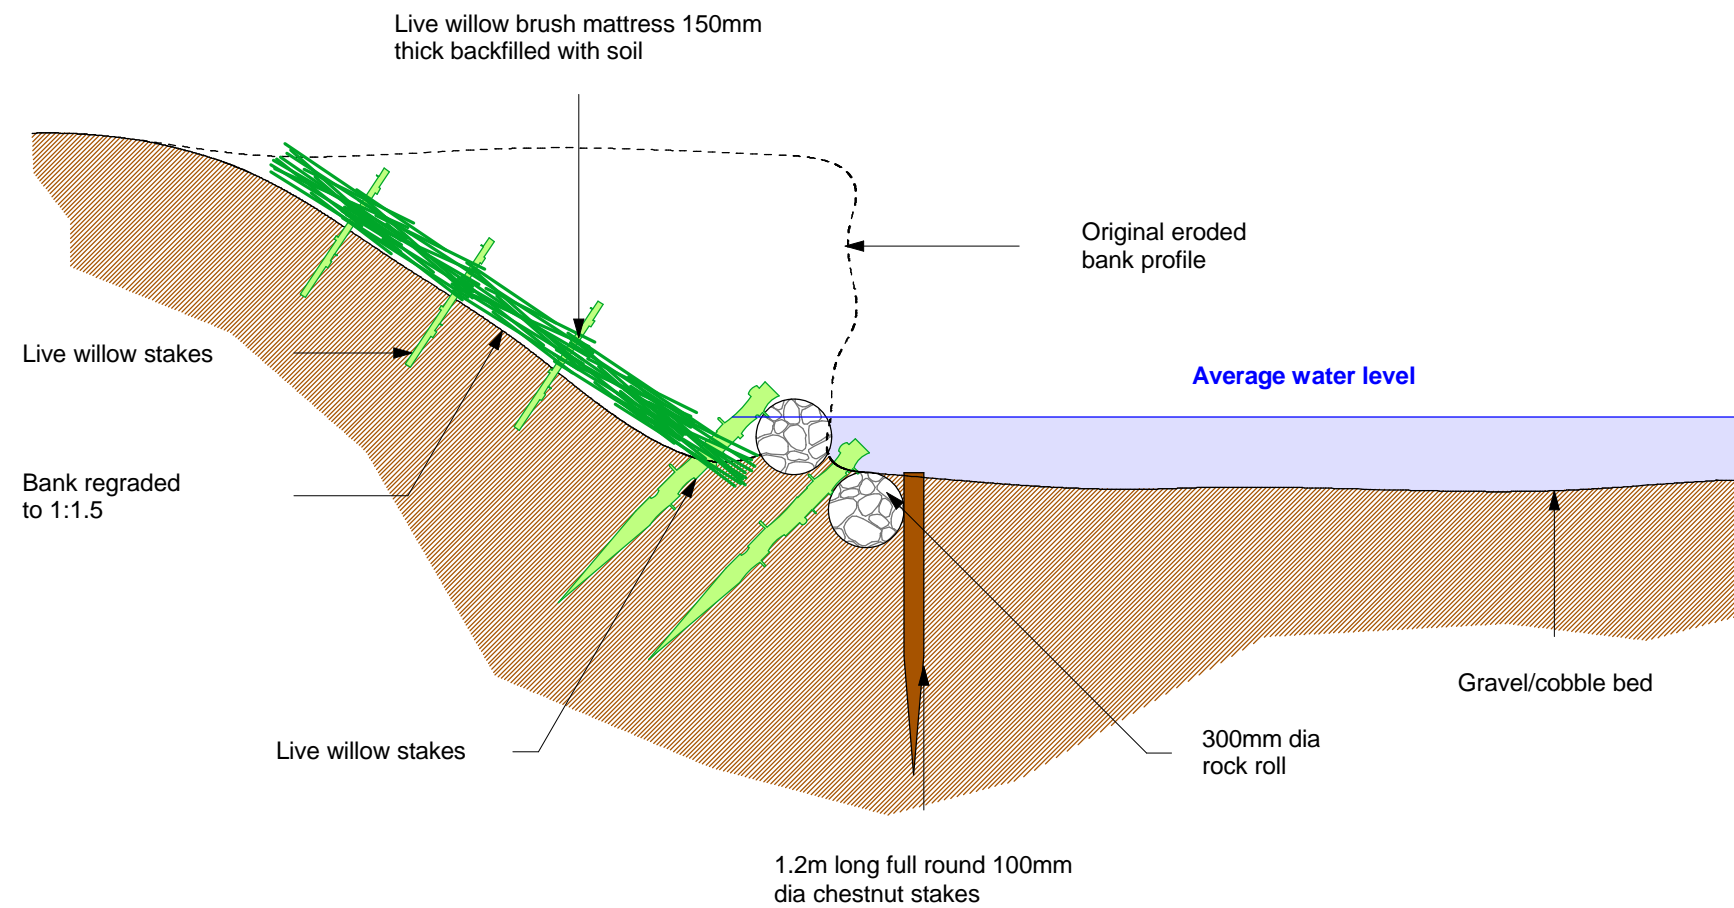 Live willow brush mattress 150mm
thick backfilled with soil
Original eroded
bank profile
Live willow stakes
Average water level
Bank regraded
to 1:1.5
Gravel/cobble bed
Live willow stakes
300mm dia
rock roll
1.2m long full round 100mm
dia chestnut stakes